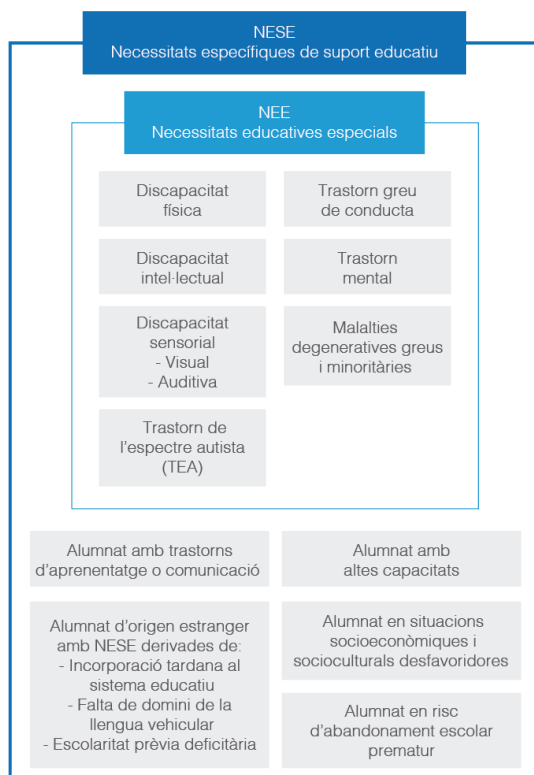 NESE
Necessitats específiques de suport educatiu
NEE
Necessitats educatives especials
Discapacitat
física
Trastorn greu
de conducta
Discapacitat
intel·lectual
Trastorn
mental
Discapacitat
sensorial
- Visual
- Auditiva
Malalties
degeneratives greus
i minoritàries
Trastorn de
l’espectre autista
(TEA)
Alumnat amb trastorns
d’aprenentatge o comunicació
Alumnat amb
altes capacitats
Alumnat d’origen estranger
amb NESE derivades de:
- Incorporació tardana al
sistema educatiu
- Falta de domini de la
llengua vehicular
- Escolaritat prèvia deficitària
Alumnat en situacions
socioeconòmiques i
socioculturals desfavoridores
Alumnat en risc
d’abandonament escolar
prematur